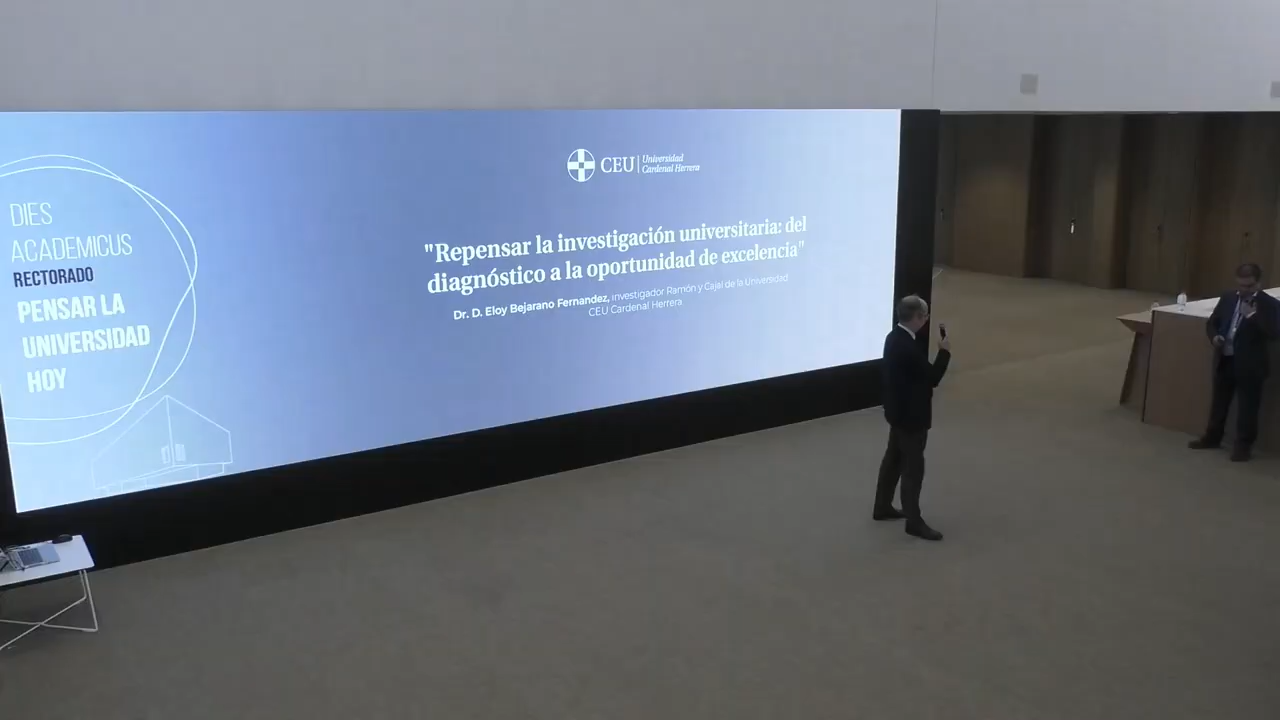 DIES
ACADEMICUS
RECTORADO
PENSAR LA
UNIVERSIDAD
HOY
CEU
Universidad
Cardenal Herrera
"Repensar la investigación universitaria: del
diagnóstico a la oportunidad de excelencia"
Dr. D. Eloy Bejarano Fernandez, Investigador Ramón y Cajal de la Universidad
CEU Cardenal Herrera